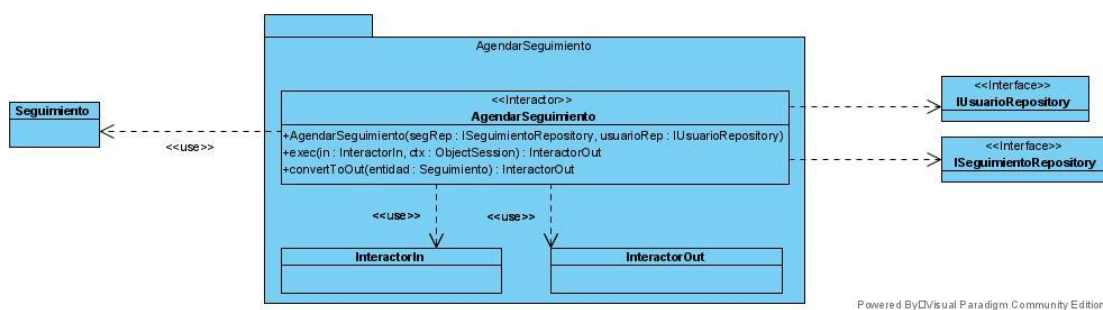 AgendarSeguimiento
<<Interactor>>
AgendarSeguimiento
+AgendarSeguimiento(segRep : ISeguimientoRepository, usuarioRep : IUsuarioRepository)
+exec(in : InteractorIn, ctx : ObjectSession) : InteractorOut
+convertToOut(entidad : Seguimiento) : InteractorOut
Seguimiento
<<use>>
<<Interface>>
IUsuarioRepository
<<Interface>>
ISeguimientoRepository
<<use>>
<<use>>
InteractorIn
InteractorOut
Powered By Visual Paradigm Community Edition